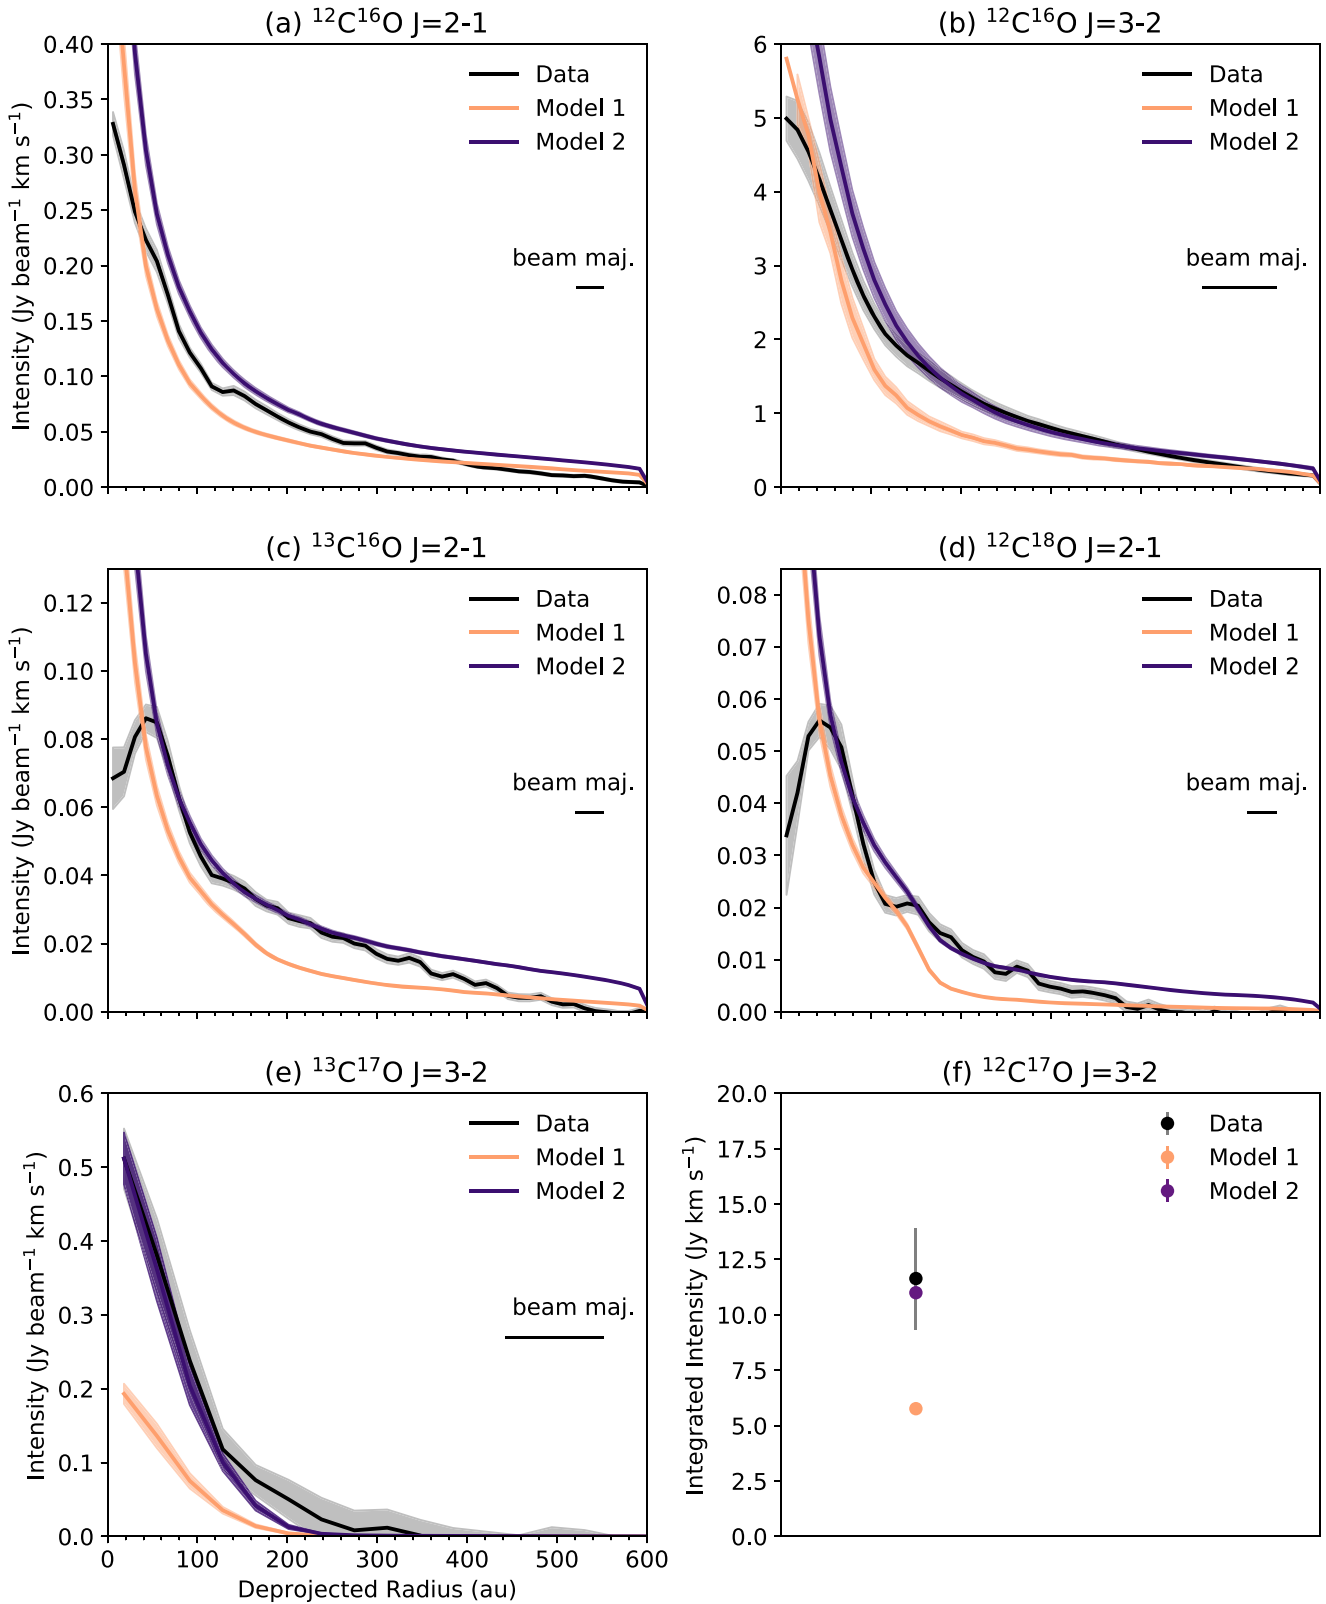 (a) ¹²C¹⁶O J=2-1
0.40
0.35
0.30
0.25
0.20
0.15
0.10
0.05
0.00
Intensity (Jy beam⁻¹ km s⁻¹)
Data
Model 1
Model 2
beam maj.
(b) ¹²C¹⁶O J=3-2
6
5
4
3
2
1
0
Data
Model 1
Model 2
beam maj.
(c) ¹³C¹⁶O J=2-1
0.12
0.10
0.08
0.06
0.04
0.02
0.00
Intensity (Jy beam⁻¹ km s⁻¹)
Data
Model 1
Model 2
beam maj.
(d) ¹²C¹⁸O J=2-1
0.08
0.07
0.06
0.05
0.04
0.03
0.02
0.01
0.00
Data
Model 1
Model 2
beam maj.
(e) ¹³C¹⁷O J=3-2
0.6
0.5
0.4
0.3
0.2
0.1
0.0
Intensity (Jy beam⁻¹ km s⁻¹)
Data
Model 1
Model 2
beam maj.
0 100 200 300 400 500 600
Deprojected Radius (au)
(f) ¹²C¹⁷O J=3-2
20.0
17.5
15.0
12.5
10.0
7.5
5.0
2.5
0.0
Integrated Intensity (Jy km s⁻¹)
Data
Model 1
Model 2